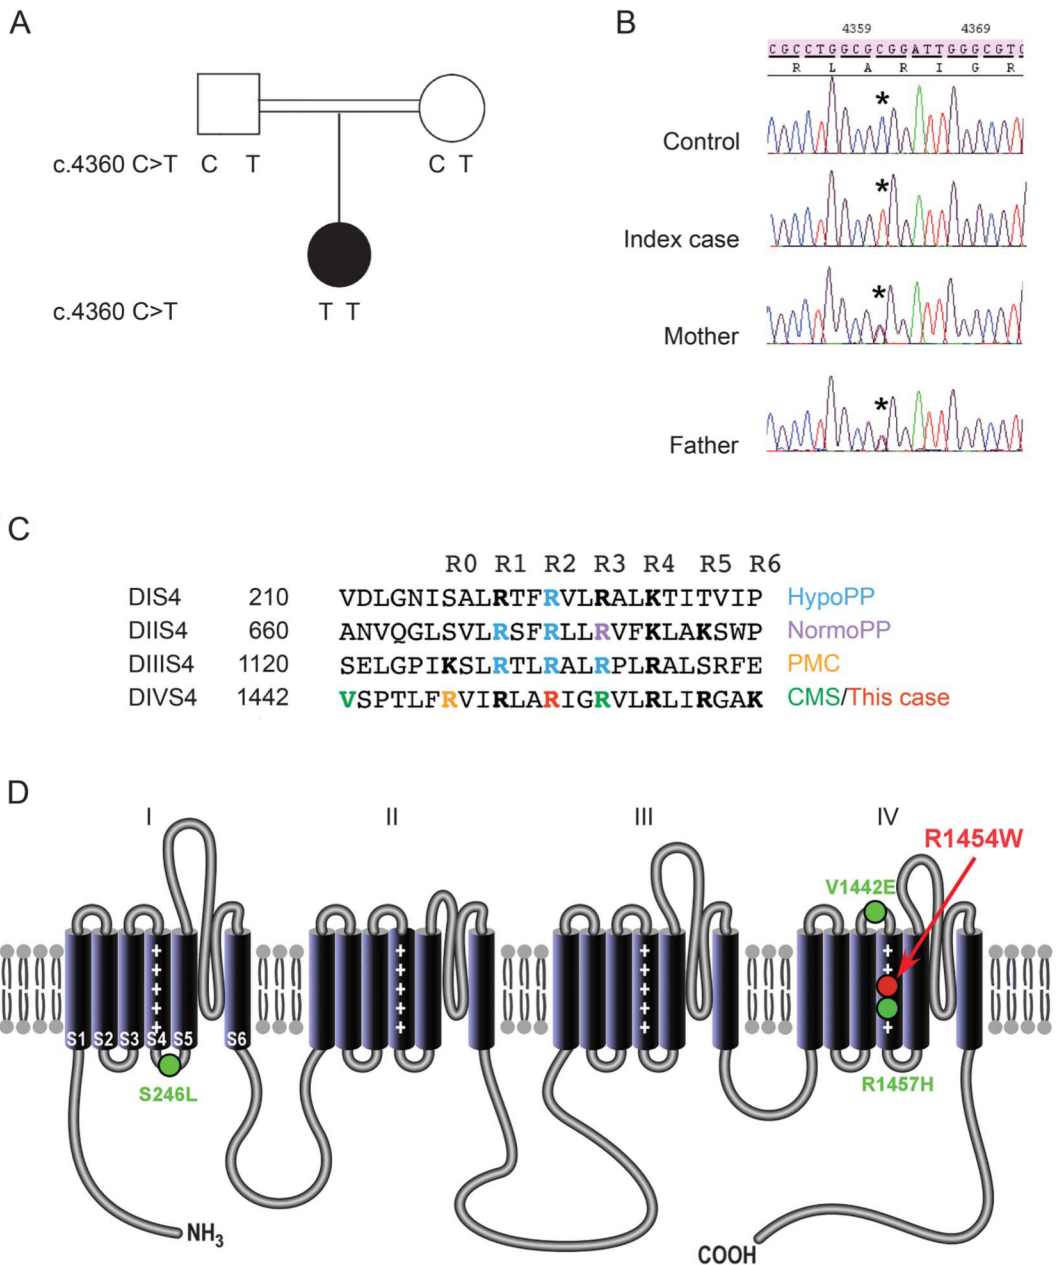 A
c.4360 C>T C T C T
c.4360 C>T T T
B
4359 4369
CGCCTGGCGCGGATTGGGCGTC
R L A R I G R
*
Control
*
Index case
*
Mother
*
Father
C
R0 R1 R2 R3 R4 R5 R6
DIS4 210 VDLGNISALRTFRVLRALKTITVIP HypoPP
DIIS4 660 ANVQGLSVLRSFRLLRVFKLAKSWP NormoPP
DIIIS4 1120 SELGPIKSLRTLRALRPLRALSRFE PMC
DIVS4 1442 VSPTLFRVIRLARIGRVLRLIRGAK CMS/This case
D
I II III IV
R1454W
V1442E
+ + + +
+ + + +
+ + +
+ + +
+ + + +
S1 S2 S3 S4 S5 S6
S246L
R1457H
NH3
COOH